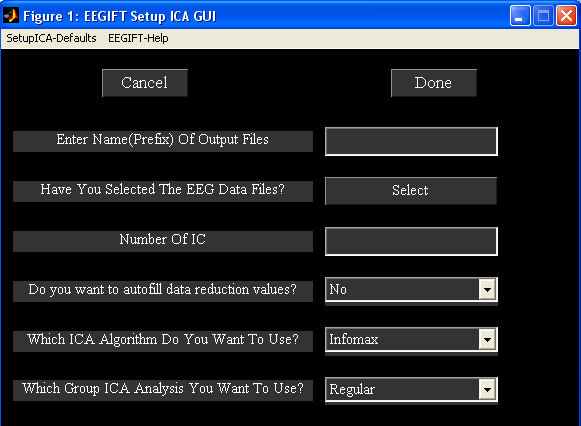 Figure 1: EEGIFT Setup ICA GUI
SetupICA-Defaults EEGIFT-Help
Cancel Done
Enter Name(Prefix) Of Output Files
Have You Selected The EEG Data Files? Select
Number Of IC
Do you want to autofill data reduction values? No
Which ICA Algorithm Do You Want To Use? Infomax
Which Group ICA Analysis You Want To Use? Regular